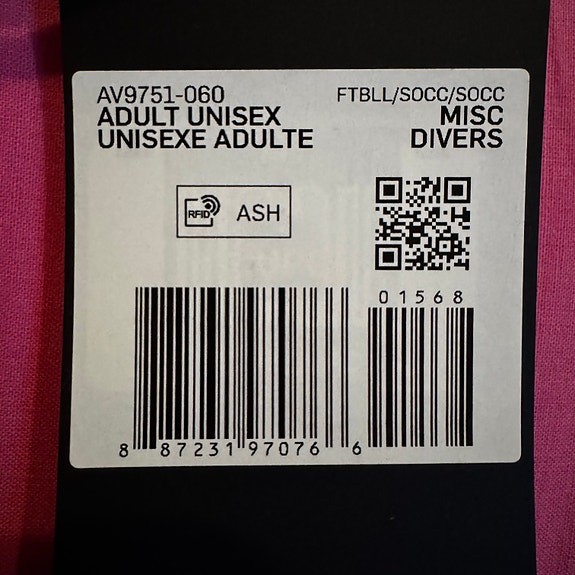 AV9751-060
ADULT UNISEX
UNISEXE ADULTE
FTBLL/SOCC/SOCC
MISC
DIVERS
RFID ASH
01568
8 87231 97076 6